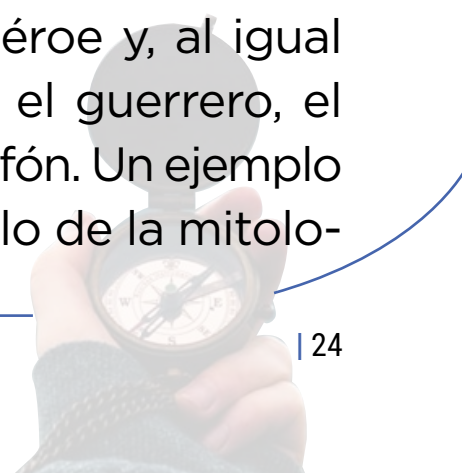 éroe y, al igual
el guerrero, el
fón. Un ejemplo
lo de la mitolo-
| 24